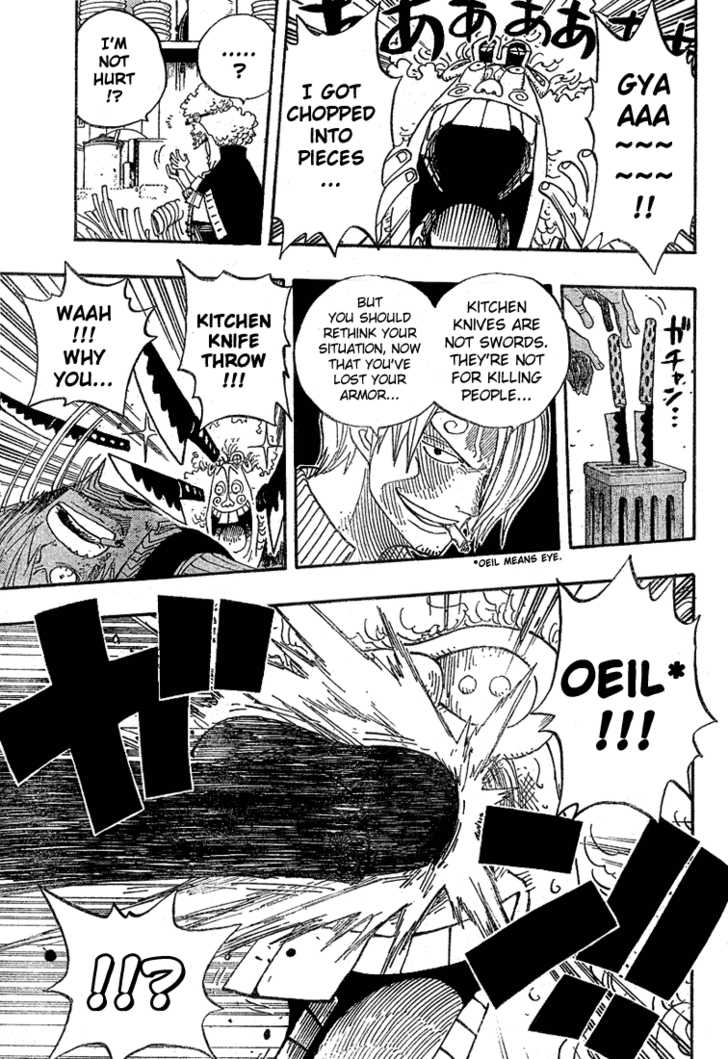 GYA
AAA
~~~
~~~
!!
ああああ
I GOT
CHOPPED
INTO
PIECES
...
.....
?
I'M
NOT
HURT
!?
ガチャン…
KITCHEN
KNIVES ARE
NOT SWORDS.
THEY'RE NOT
FOR KILLING
PEOPLE...
BUT
YOU SHOULD
RETHINK YOUR
SITUATION, NOW
THAT YOU'VE
LOST YOUR
ARMOR...
KITCHEN
KNIFE
THROW
!!!
WAAH
!!!
WHY
YOU...
*OEIL MEANS EYE.
OEIL*
!!!
ガ
!!?